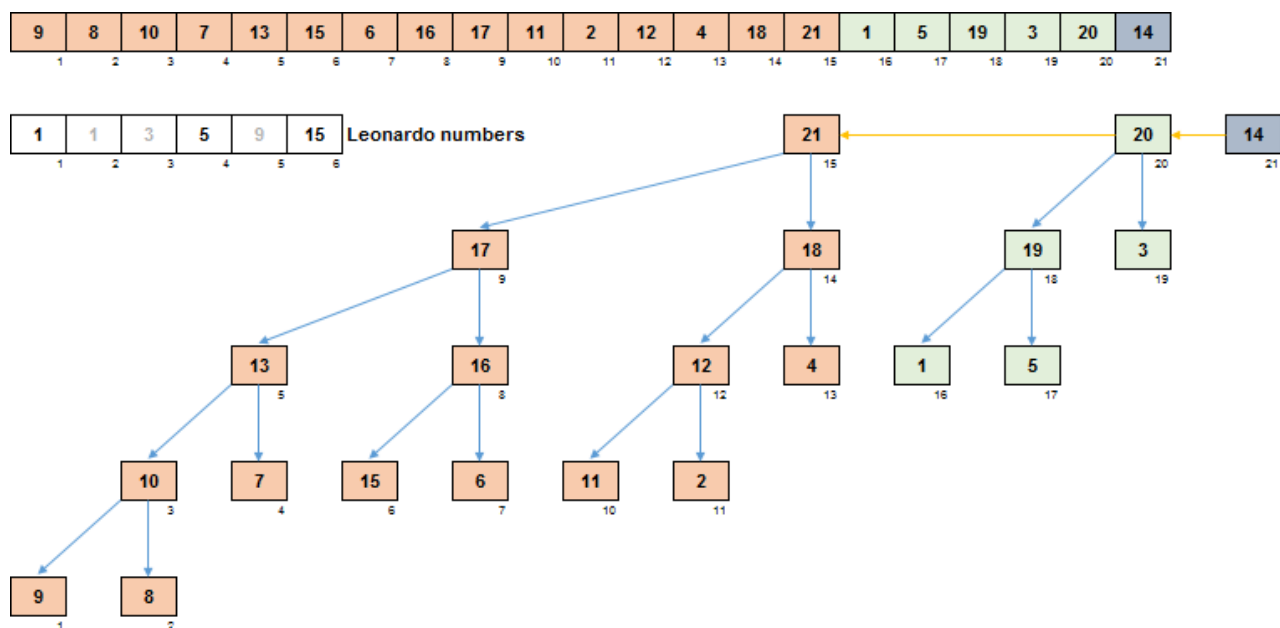 9 8 10 7 13 15 6 16 17 11 2 12 4 18 21 1 5 19 3 20 14
1 2 3 4 5 6 7 8 9 10 11 12 13 14 15 16 17 18 19 20 21
1 1 3 5 9 15 Leonardo numbers 21 20 14
1 2 3 4 5 6 15 20 21
17 18 19 3
9 14 18 19
13 16 12 4 1 5
5 8 12 13 16 17
10 7 15 6 11 2
3 4 6 7 10 11
9 8
1 2